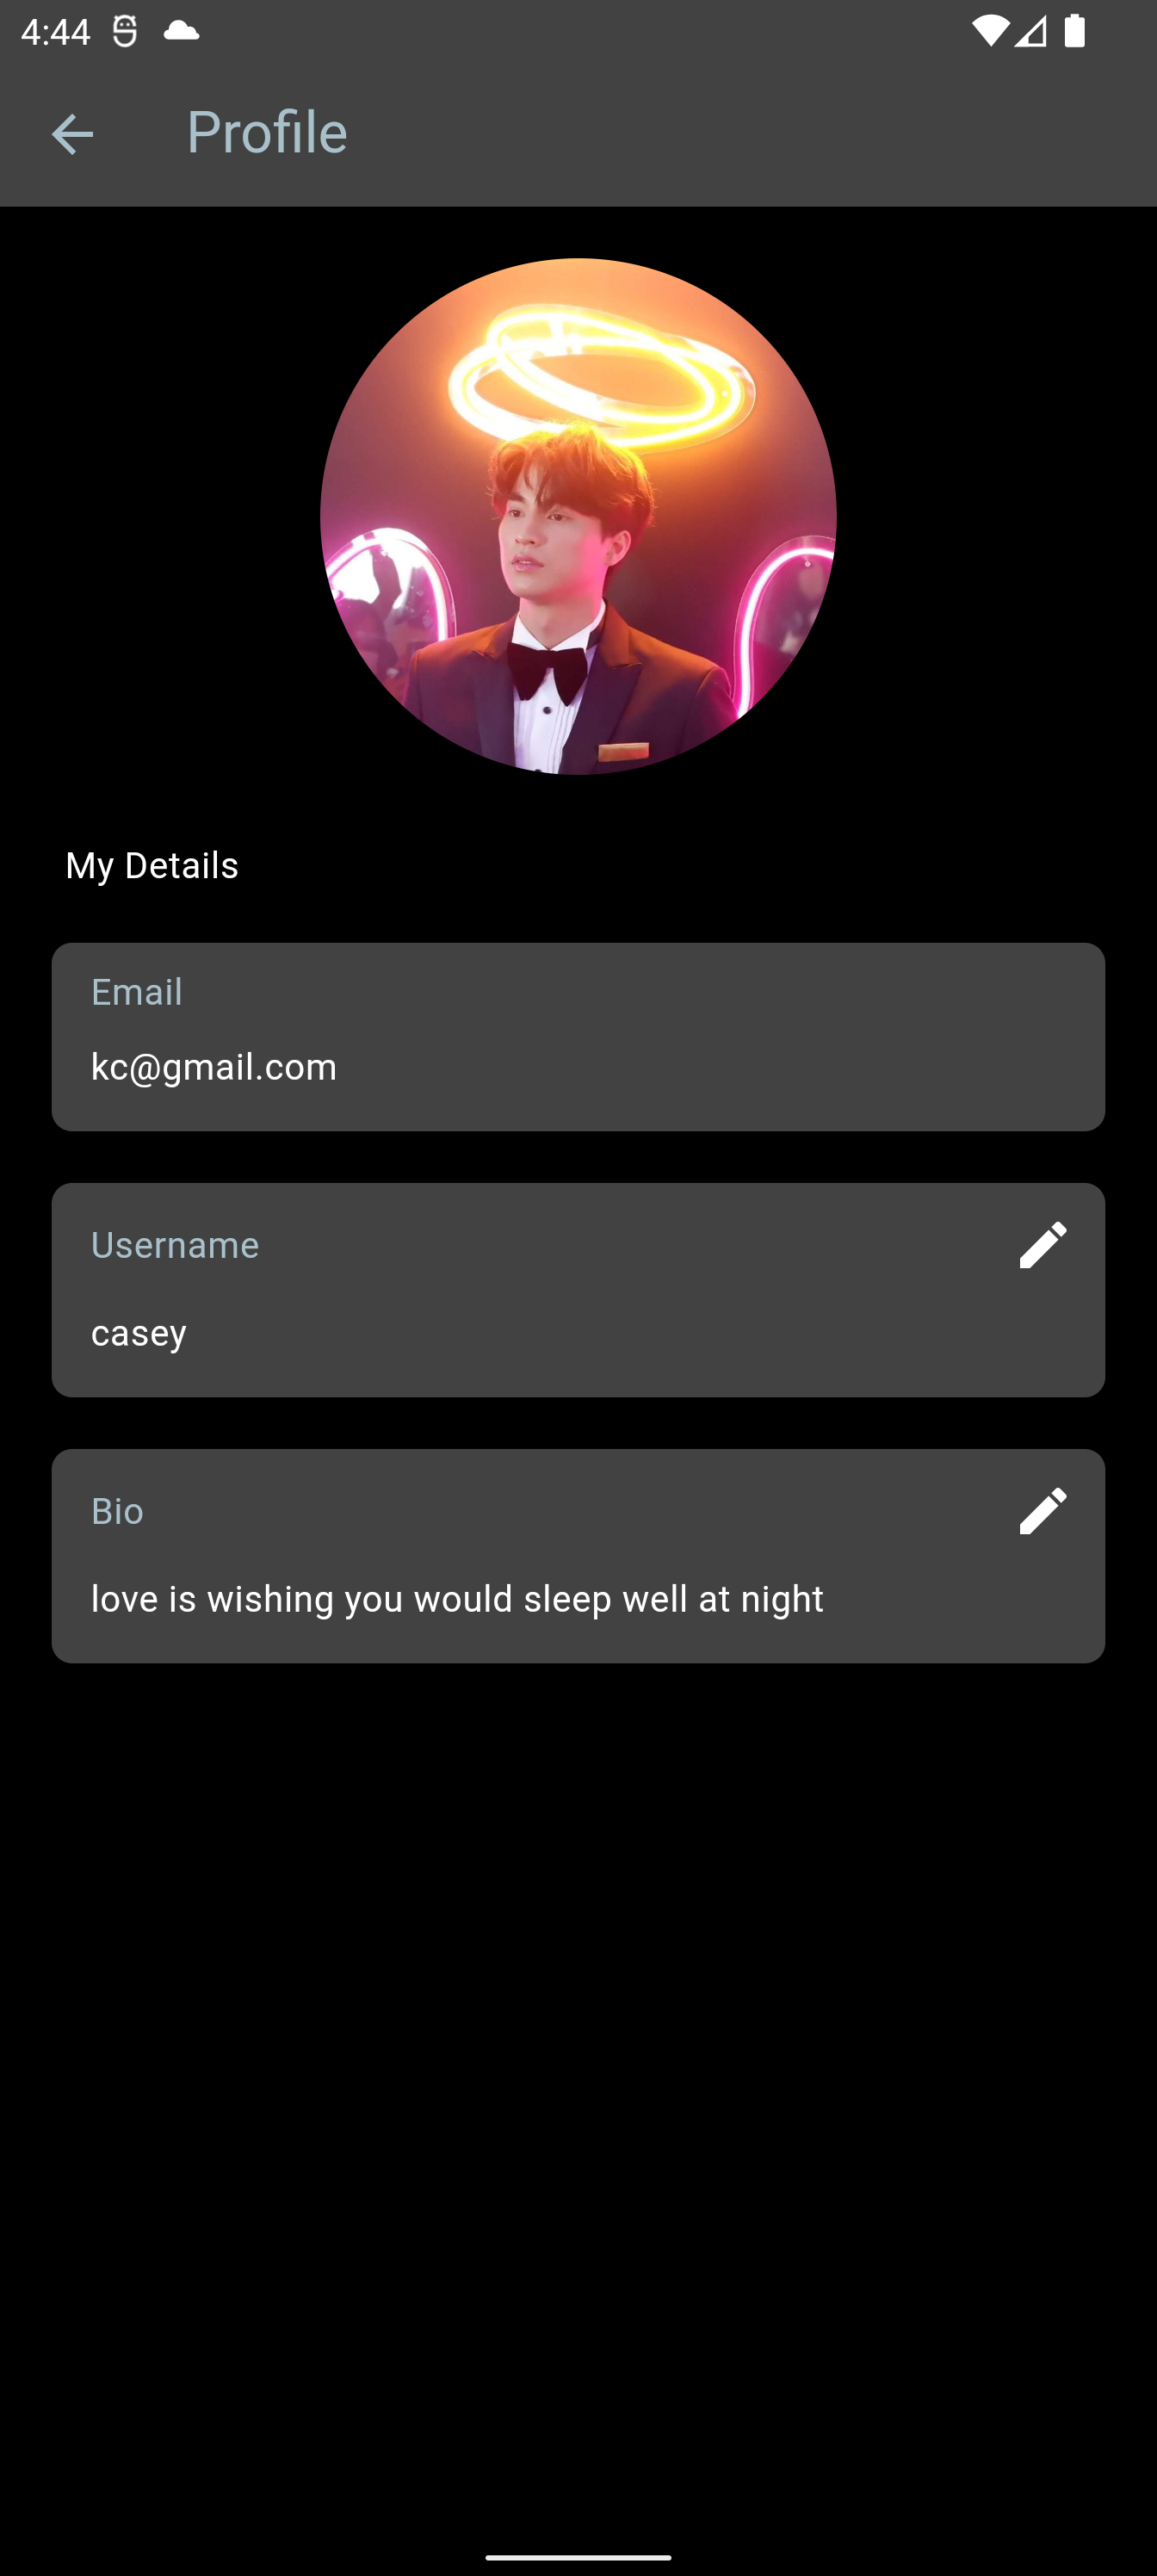 4:44
Profile
My Details
Email
kc@gmail.com
Username
casey
Bio
love is wishing you would sleep well at night